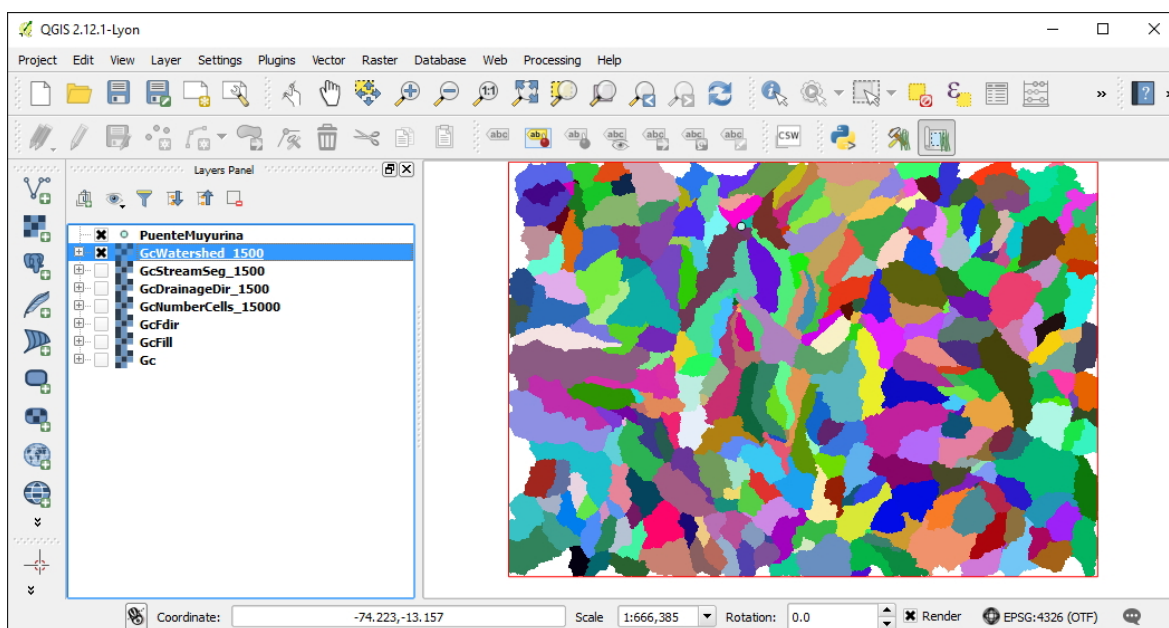 QGIS 2.12.1-Lyon
Project Edit View Layer Settings Plugins Vector Raster Database Web Processing Help
1:1 ε ?
abc abc abc abc abc abc abc CSW
Layers Panel
PuenteMuyurina
GcWatershed_1500
GcStreamSeg_1500
GcDrainageDir_1500
GcNumberCells_15000
GcFdir
GcFill
Gc
Coordinate: -74.223,-13.157 Scale 1:666,385 Rotation: 0.0 Render EPSG:4326 (OTF)